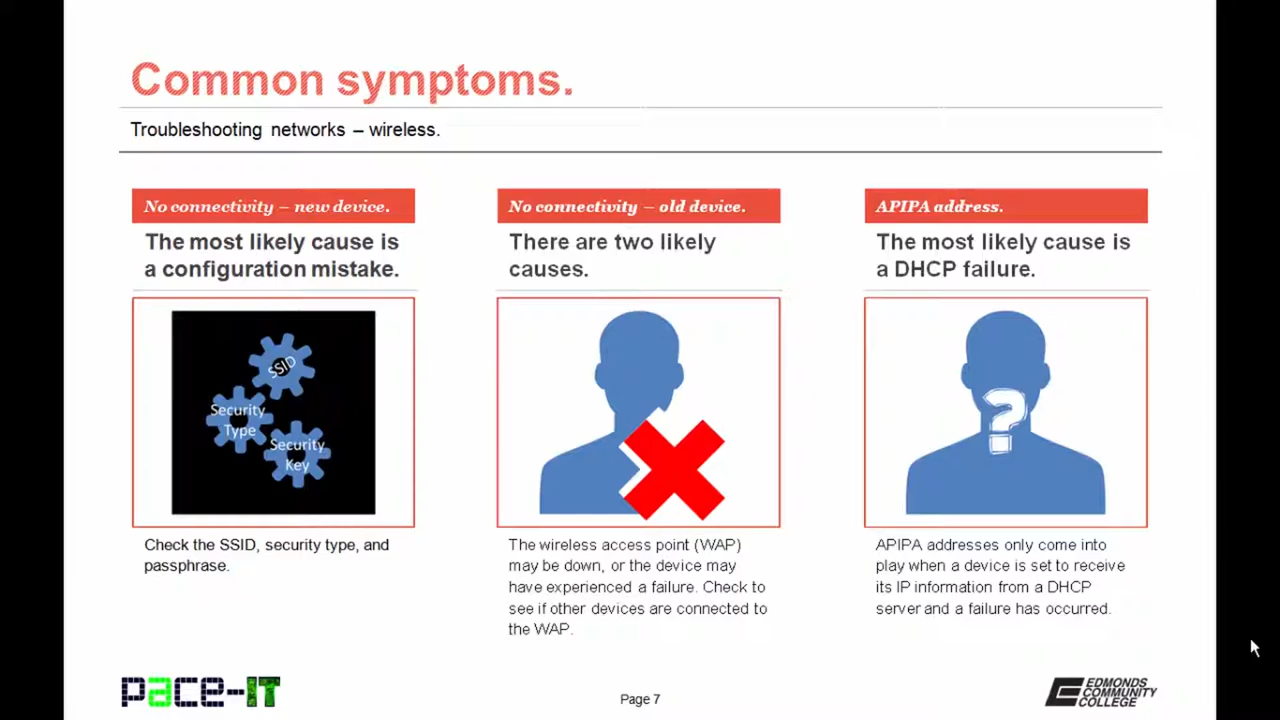 Common symptoms.
Troubleshooting networks – wireless.
No connectivity – new device.
The most likely cause is
a configuration mistake.
SSID
Security
Type
Security
Key
Check the SSID, security type, and
passphrase.
No connectivity – old device.
There are two likely
causes.
The wireless access point (WAP)
may be down, or the device may
have experienced a failure. Check to
see if other devices are connected to
the WAP.
APIPA address.
The most likely cause is
a DHCP failure.
?
APIPA addresses only come into
play when a device is set to receive
its IP information from a DHCP
server and a failure has occurred.
pace-IT
Page 7
EDMONDS
COMMUNITY
COLLEGE